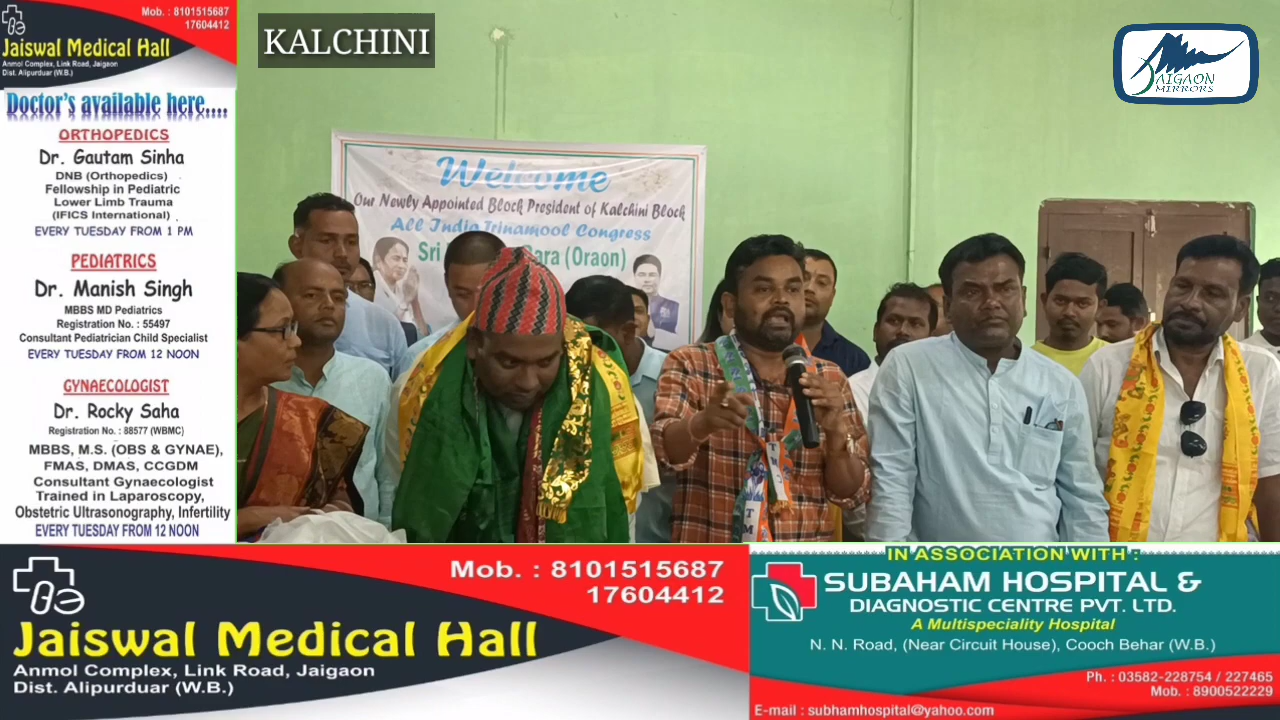 Mob. : 8101515687
17604412
Jaiswal Medical Hall
Anmol Complex, Link Road, Jaigaon
Dist. Alipurduar (W.B.)
Doctor's available here....
ORTHOPEDICS
Dr. Gautam Sinha
DNB (Orthopedics)
Fellowship in Pediatric
Lower Limb Trauma
(IFICS International)
EVERY TUESDAY FROM 1 PM
PEDIATRICS
Dr. Manish Singh
MBBS MD Pediatrics
Registration No. : 55497
Consultant Pediatrician Child Specialist
EVERY TUESDAY FROM 12 NOON
GYNAECOLOGIST
Dr. Rocky Saha
Registration No. : 88577 (WBMC)
MBBS, M.S. (OBS & GYNAE),
FMAS, DMAS, CCGDM
Consultant Gynaecologist
Trained in Laparoscopy,
Obstetric Ultrasonography, Infertility
EVERY TUESDAY FROM 12 NOON
KALCHINI
JAIGAON
MIRRORS
Welcome
Our Newly Appointed Block President of Kalchini Block
All India Trinamool Congress
Sri ara (Oraon)
TMC
TM
Mob. : 8101515687
17604412
Jaiswal Medical Hall
Anmol Complex, Link Road, Jaigaon
Dist. Alipurduar (W.B.)
IN ASSOCIATION WITH :
SUBAHAM HOSPITAL &
DIAGNOSTIC CENTRE PVT. LTD.
A Multispeciality Hospital
N. N. Road, (Near Circuit House), Cooch Behar (W.B.)
Ph. : 03582-228754 / 227465
Mob. : 8900522229
E-mail : subhamhospital@yahoo.com